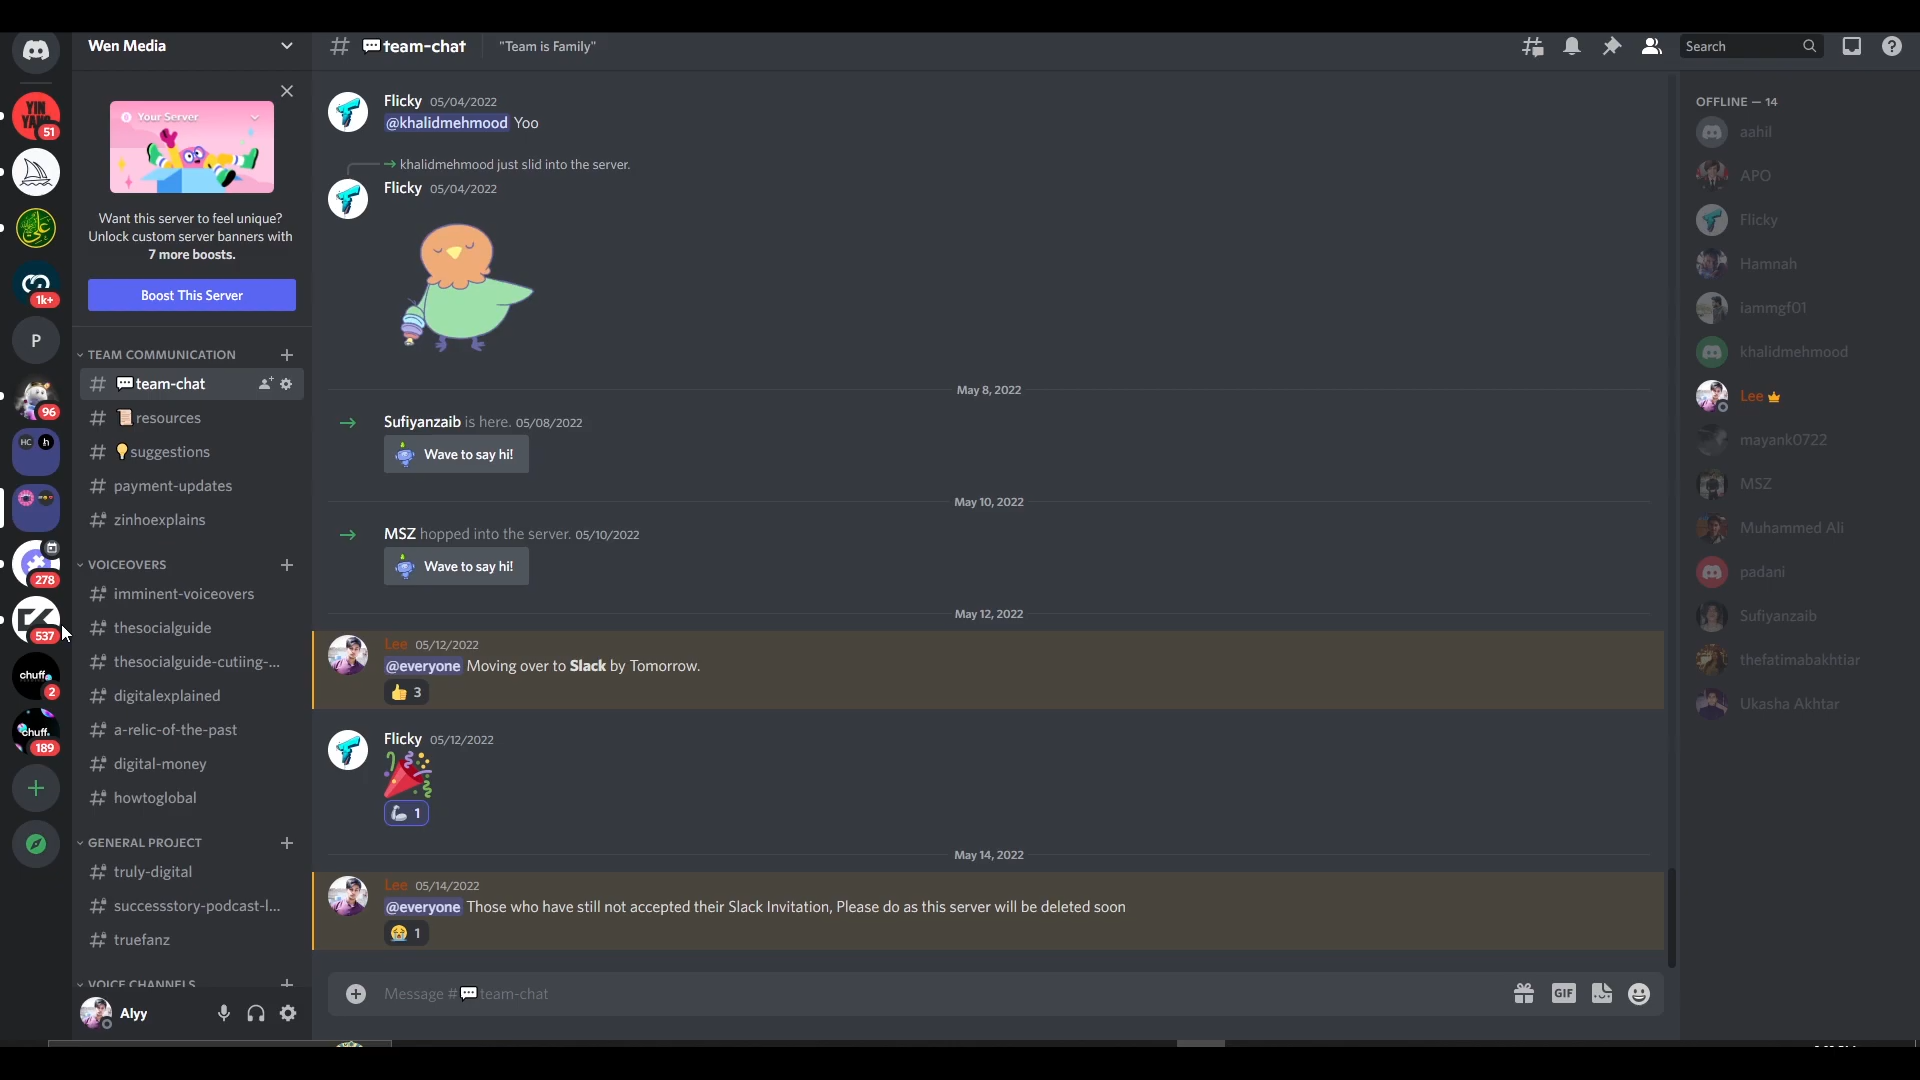 Wen Media
💬team-chat
"Team is Family"
Search
YIN
YANG
51
1k+
P
96
HC
h
278
537
chuff
2
chuff.
189
Your Server
Want this server to feel unique?
Unlock custom server banners with
7 more boosts.
Boost This Server
TEAM COMMUNICATION
💬team-chat
📜resources
💡suggestions
payment-updates
zinhoexplains
VOICEOVERS
imminent-voiceovers
thesocialguide
thesocialguide-cutiing-...
digitalexplained
a-relic-of-the-past
digital-money
howtoglobal
GENERAL PROJECT
truly-digital
successstory-podcast-l...
truefanz
VOICE CHANNELS
Alyy
Flicky 05/04/2022
@khalidmehmood Yoo
khalidmehmood just slid into the server.
Flicky 05/04/2022
May 8, 2022
Sufiyanzaib is here. 05/08/2022
Wave to say hi!
May 10, 2022
MSZ hopped into the server. 05/10/2022
Wave to say hi!
May 12, 2022
Lee 05/12/2022
@everyone Moving over to Slack by Tomorrow.
👍 3
Flicky 05/12/2022
🎉
🦾 1
May 14, 2022
Lee 05/14/2022
@everyone Those who have still not accepted their Slack Invitation, Please do as this server will be deleted soon
😭 1
Message #💬team-chat
GIF
OFFLINE — 14
aahil
APO
Flicky
Hamnah
iammgf01
khalidmehmood
Lee
mayank0722
MSZ
Muhammed Ali
padani
Sufiyanzaib
thefatimabakhtiar
Ukasha Akhtar